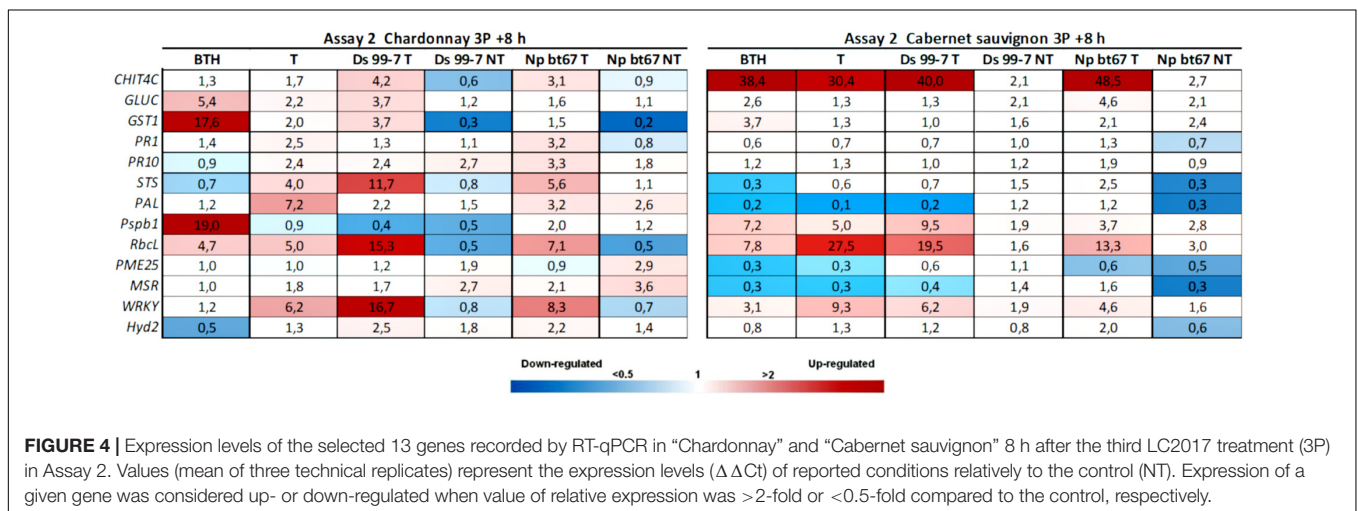 Assay 2 Chardonnay 3P +8 h
BTH T Ds 99-7 T Ds 99-7 NT Np bt67 T Np bt67 NT
CHIT4C 1,3 1,7 4,2 0,6 3,1 0,9
GLUC 5,4 2,2 3,7 1,2 1,6 1,1
GST1 17,6 2,0 3,7 0,3 1,5 0,2
PR1 1,4 2,5 1,3 1,1 3,2 0,8
PR10 0,9 2,4 2,4 2,7 3,3 1,8
STS 0,7 4,0 11,7 0,8 5,6 1,1
PAL 1,2 7,2 2,2 1,5 3,2 2,6
Pspb1 19,0 0,9 0,4 0,5 2,0 1,2
RbcL 4,7 5,0 15,3 0,5 7,1 0,5
PME25 1,0 1,0 1,2 1,9 0,9 2,9
MSR 1,0 1,8 1,7 2,7 2,1 3,6
WRKY 1,2 6,2 16,7 0,8 8,3 0,7
Hyd2 0,5 1,3 2,5 1,8 2,2 1,4
Assay 2 Cabernet sauvignon 3P +8 h
BTH T Ds 99-7 T Ds 99-7 NT Np bt67 T Np bt67 NT
38,4 30,4 40,0 2,1 48,5 2,7
2,6 1,3 1,3 2,1 4,6 2,1
3,7 1,3 1,0 1,6 2,1 2,4
0,6 0,7 0,7 1,0 1,3 0,7
1,2 1,3 1,0 1,2 1,9 0,9
0,3 0,6 0,7 1,5 2,5 0,3
0,2 0,1 0,2 1,2 1,2 0,3
7,2 5,0 9,5 1,9 3,7 2,8
7,8 27,5 19,5 1,6 13,3 3,0
0,3 0,3 0,6 1,1 0,6 0,5
0,3 0,3 0,4 1,4 1,6 0,3
3,1 9,3 6,2 1,9 4,6 1,6
0,8 1,3 1,2 0,8 2,0 0,6
Down-regulated <0.5 1 >2 Up-regulated
FIGURE 4 | Expression levels of the selected 13 genes recorded by RT-qPCR in “Chardonnay” and “Cabernet sauvignon” 8 h after the third LC2017 treatment (3P)
in Assay 2. Values (mean of three technical replicates) represent the expression levels (ΔΔCt) of reported conditions relatively to the control (NT). Expression of a
given gene was considered up- or down-regulated when value of relative expression was >2-fold or <0.5-fold compared to the control, respectively.